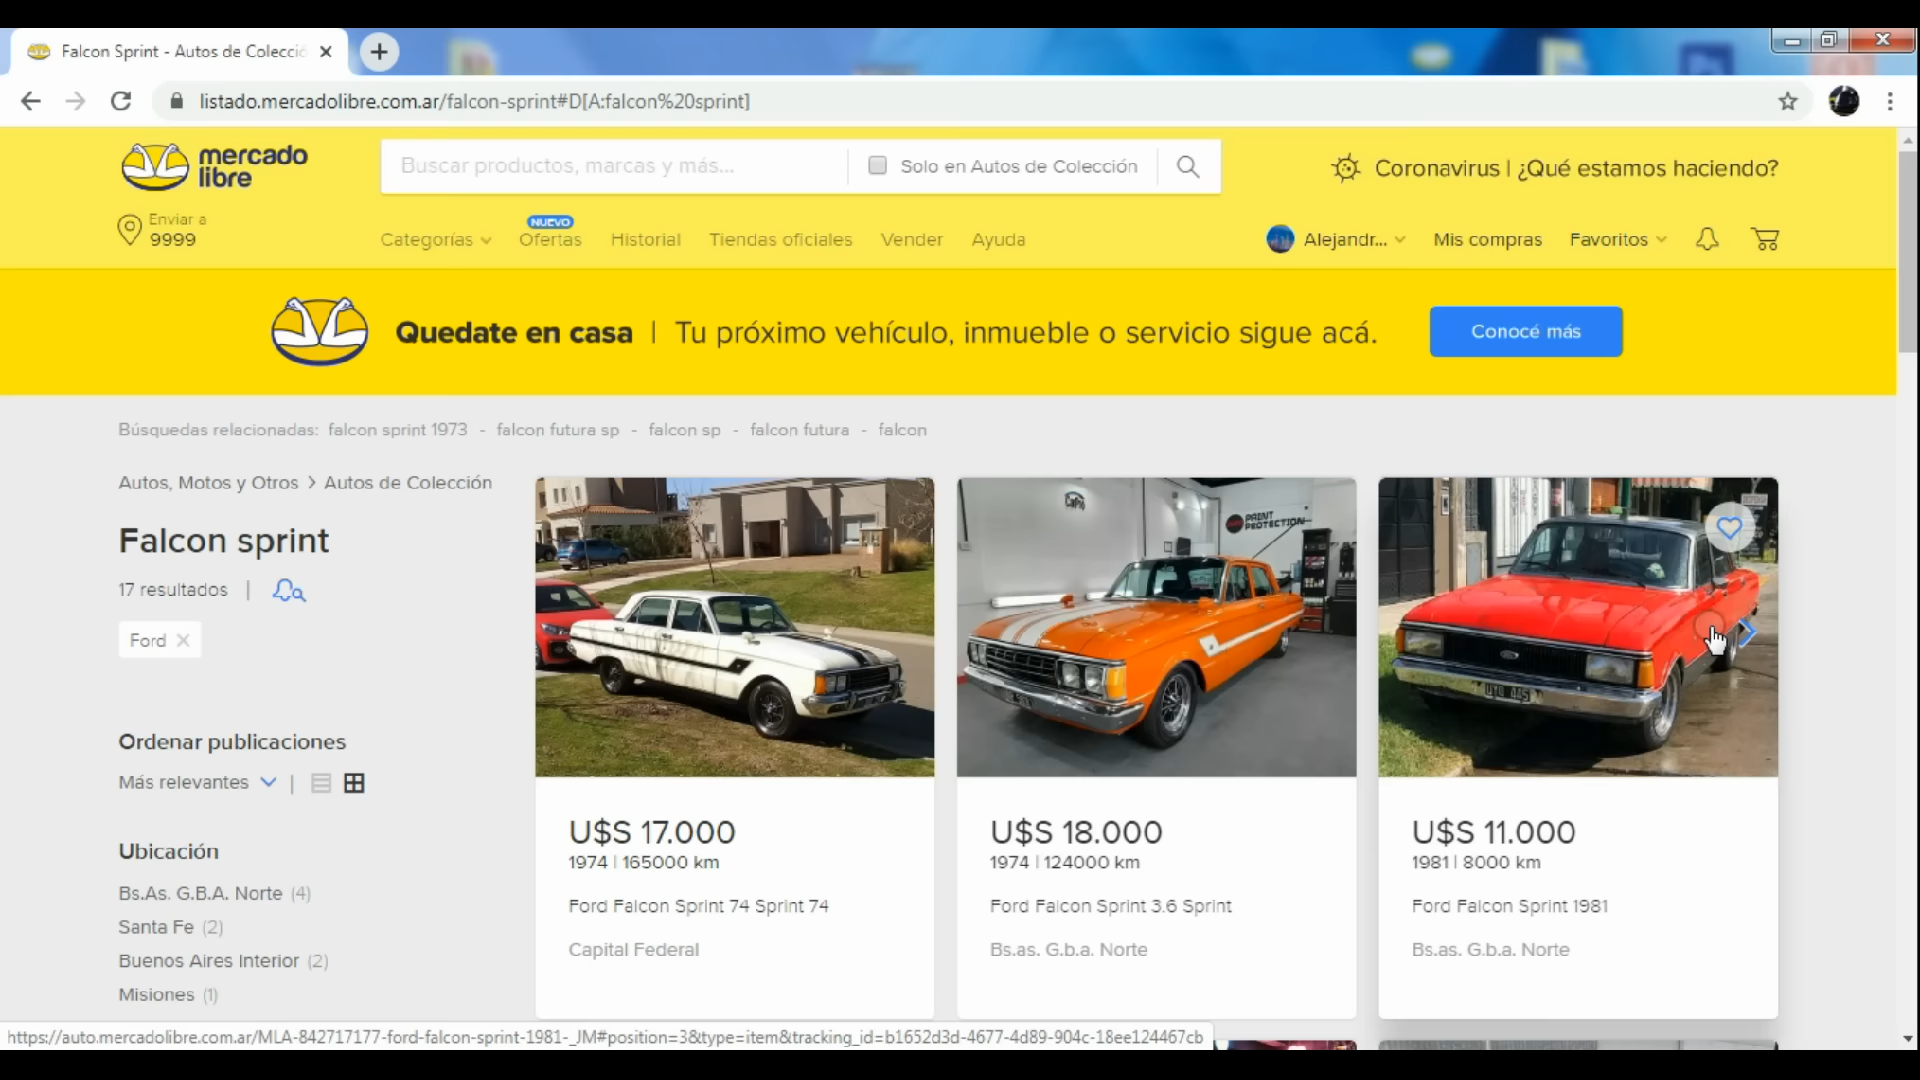 Falcon Sprint - Autos de Colecció
listado.mercadolibre.com.ar/falcon-sprint#D[A:falcon%20sprint]
mercado
libre
Buscar productos, marcas y más...
Solo en Autos de Colección
Coronavirus | ¿Qué estamos haciendo?
Enviar a
9999
NUEVO
Categorías
Ofertas
Historial
Tiendas oficiales
Vender
Ayuda
Alejandr...
Mis compras
Favoritos
Quedate en casa | Tu próximo vehículo, inmueble o servicio sigue acá.
Conocé más
Búsquedas relacionadas: falcon sprint 1973 - falcon futura sp - falcon sp - falcon futura - falcon
Autos, Motos y Otros > Autos de Colección
Falcon sprint
17 resultados |
Ford
Ordenar publicaciones
Más relevantes |
Ubicación
Bs.As. G.B.A. Norte (4)
Santa Fe (2)
Buenos Aires Interior (2)
Misiones (1)
U$S 17.000
1974 | 165000 km
Ford Falcon Sprint 74 Sprint 74
Capital Federal
PAINT
PROTECTION
U$S 18.000
1974 | 124000 km
Ford Falcon Sprint 3.6 Sprint
Bs.as. G.b.a. Norte
U$S 11.000
1981 | 8000 km
Ford Falcon Sprint 1981
Bs.as. G.b.a. Norte
https://auto.mercadolibre.com.ar/MLA-842717177-ford-falcon-sprint-1981-_JM#position=3&type=item&tracking_id=b1652d3d-4677-4d89-904c-18ee124467cb